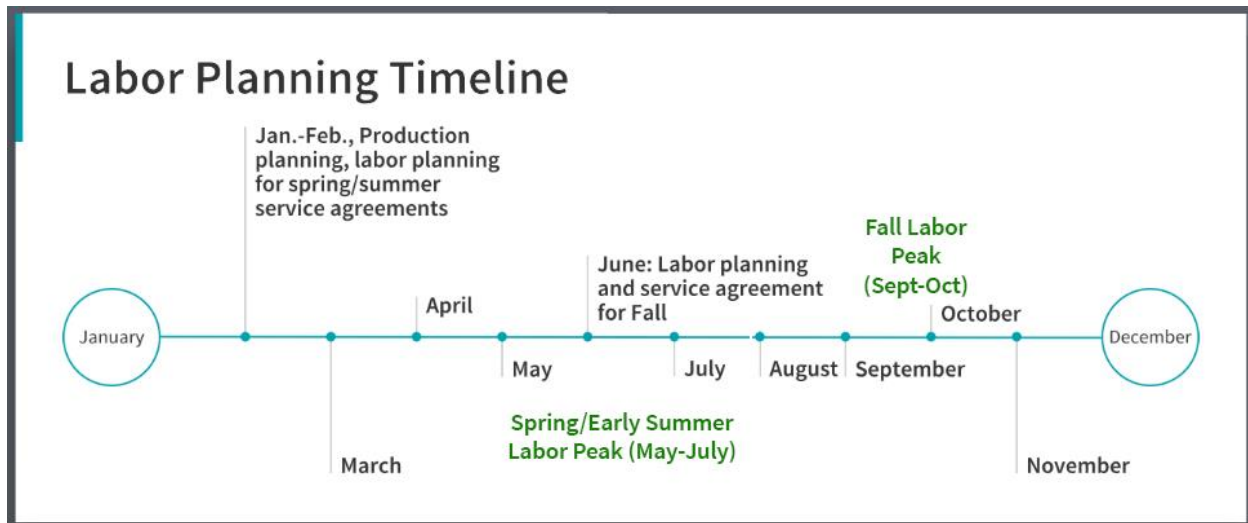 Labor Planning Timeline
Jan.-Feb., Production
planning, labor planning
for spring/summer
service agreements
Fall Labor
Peak
(Sept-Oct)
June: Labor planning
and service agreement
for Fall
April
October
January
December
May
July
August
September
Spring/Early Summer
Labor Peak (May-July)
March
November